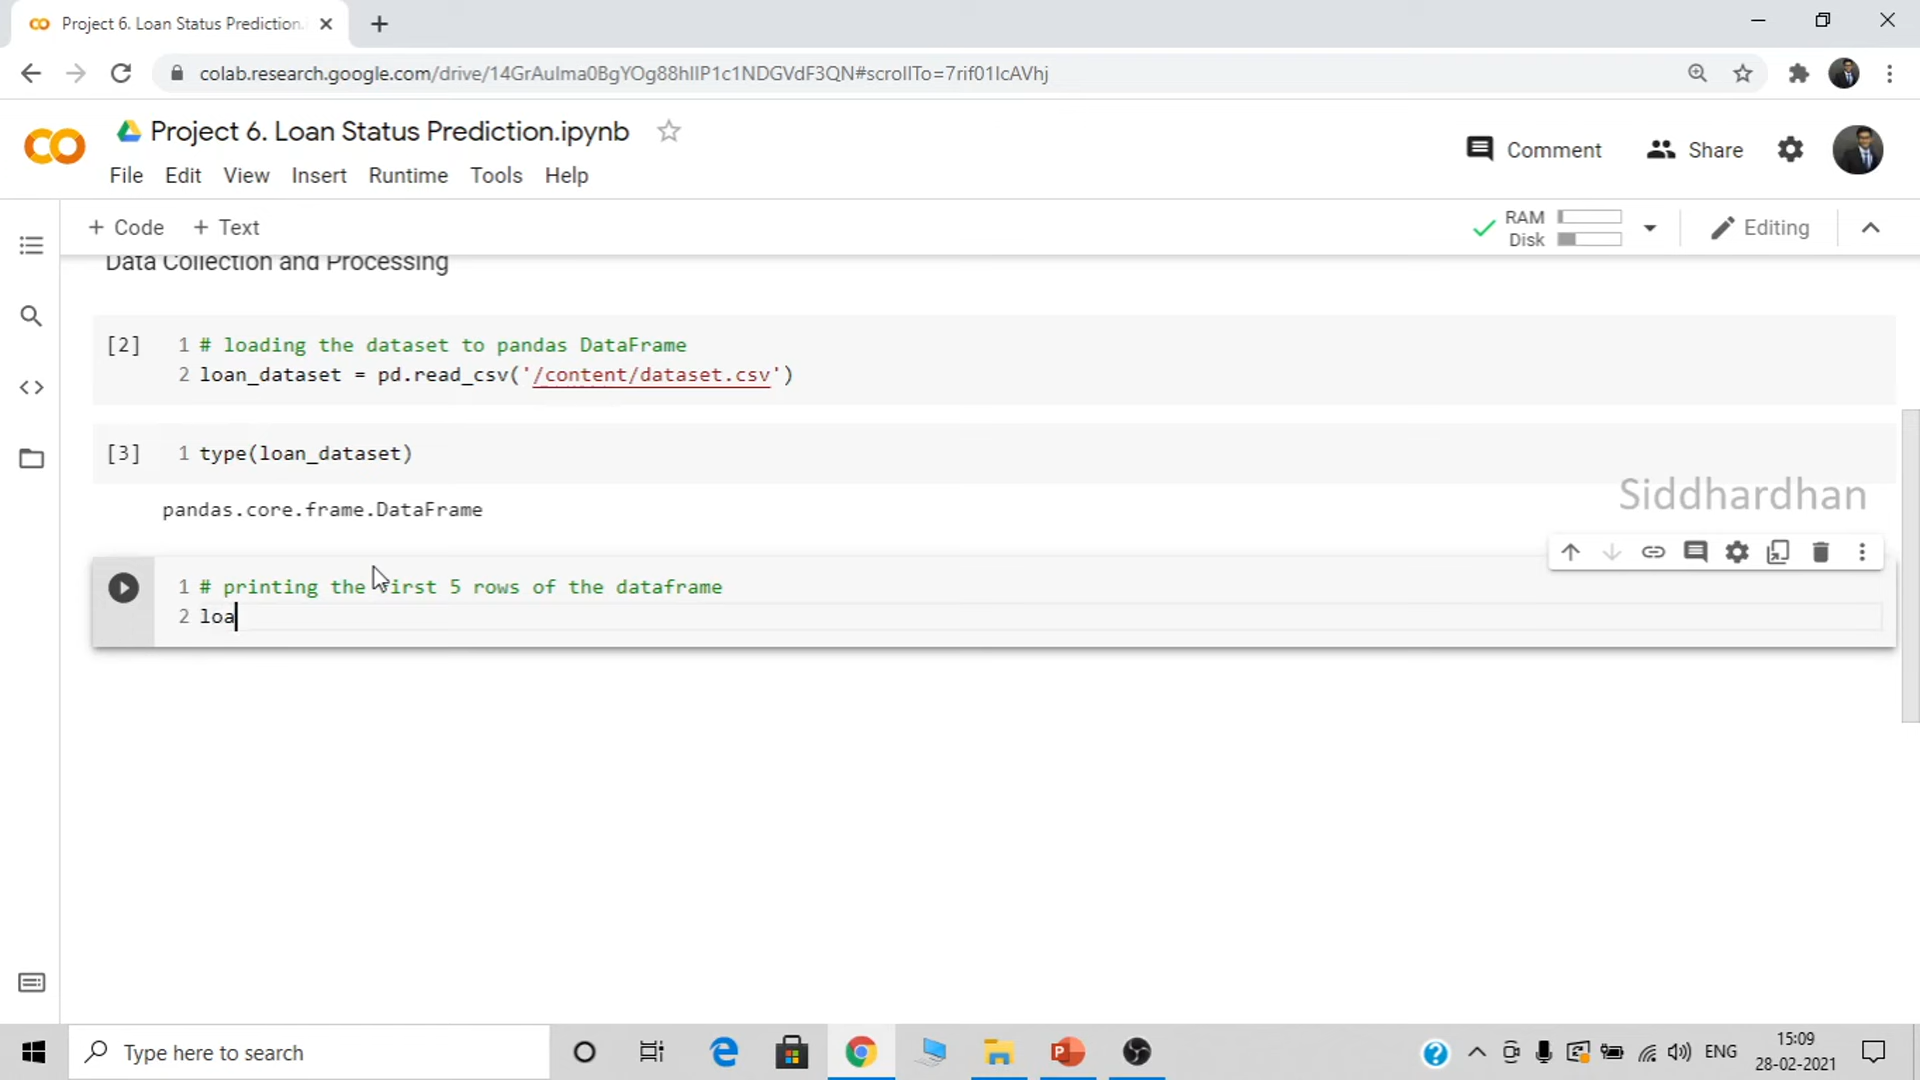 Project 6. Loan Status Prediction.
colab.research.google.com/drive/14GrAuIma0BgYOg88hIIP1c1NDGVdF3QN#scrollTo=7rif01IcAVhj
CO
Project 6. Loan Status Prediction.ipynb
Comment
Share
File Edit View Insert Runtime Tools Help
+ Code + Text
RAM
Disk
Editing
Data Collection and Processing
[2]
1 # loading the dataset to pandas DataFrame
2 loan_dataset = pd.read_csv('/content/dataset.csv')
[3]
1 type(loan_dataset)
pandas.core.frame.DataFrame
Siddhardhan
1 # printing the first 5 rows of the dataframe
2 loa
Type here to search
ENG
15:09
28-02-2021